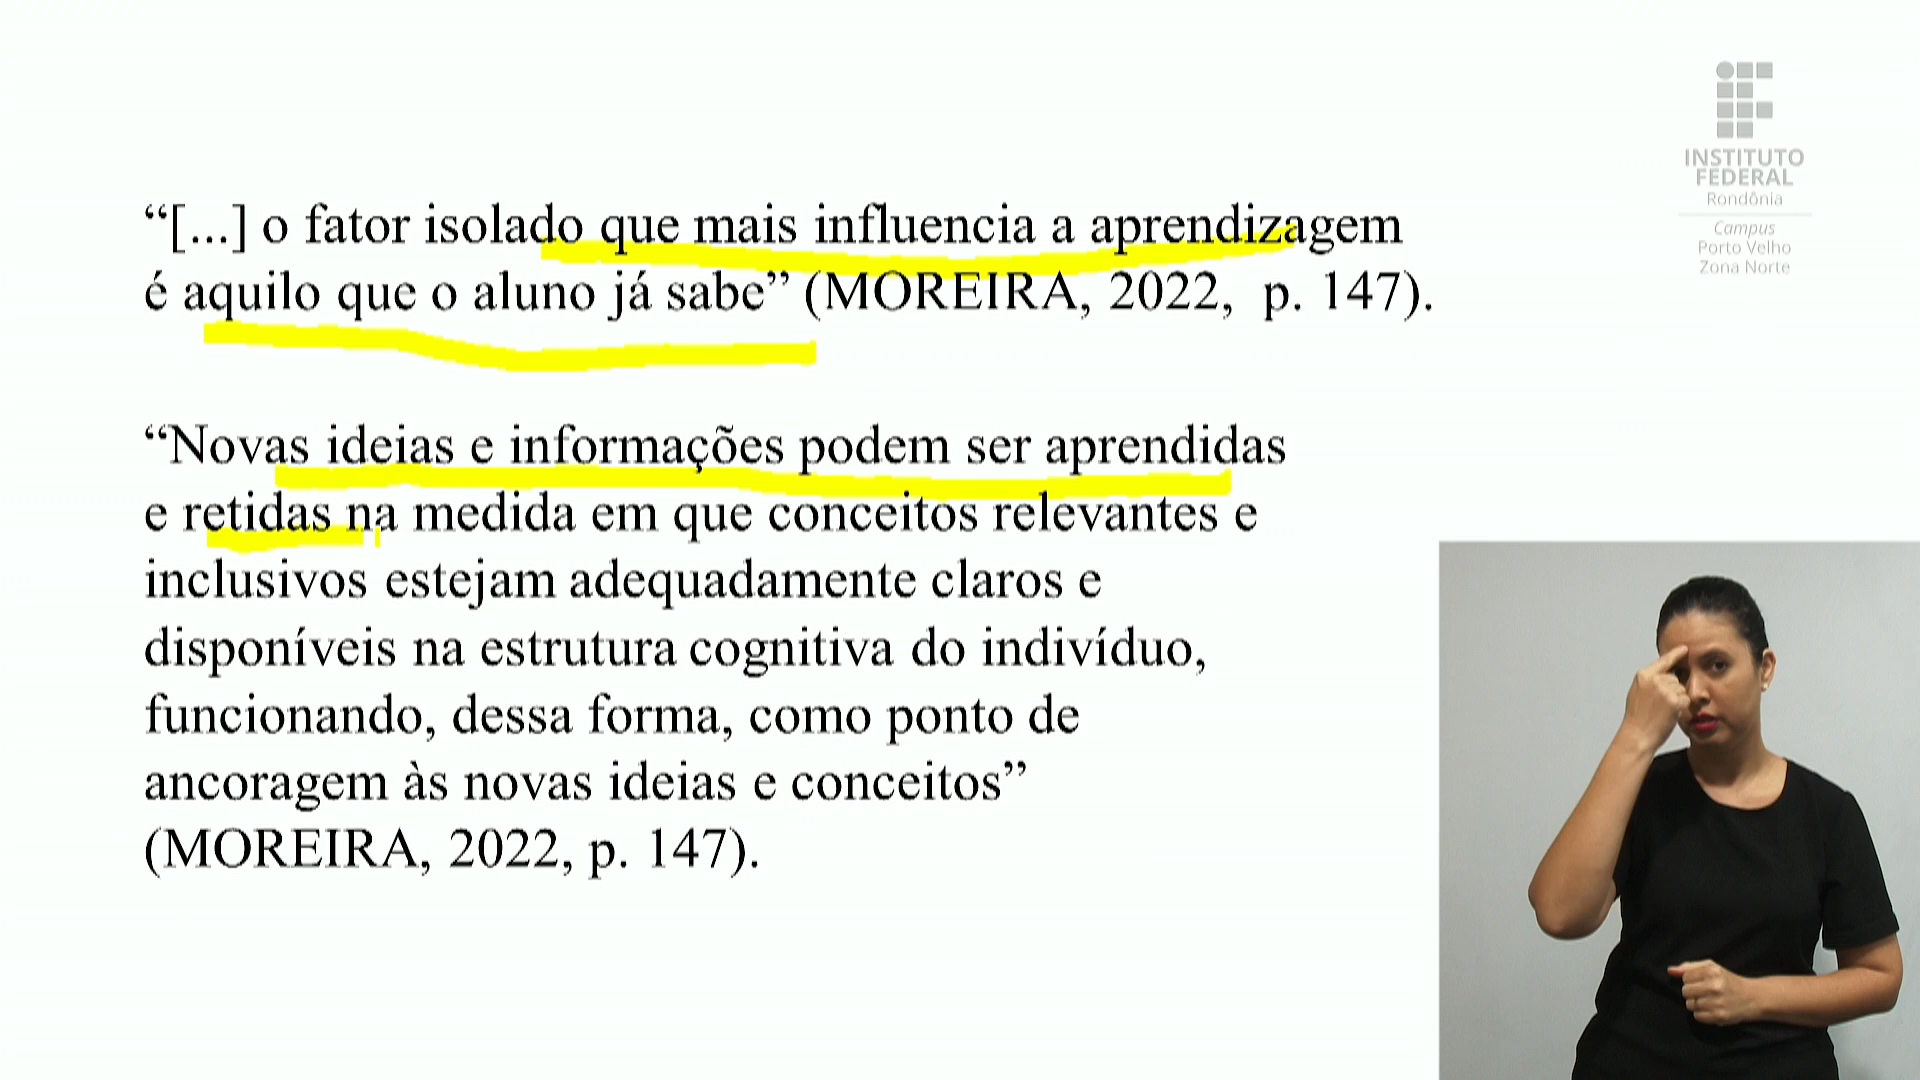 “[...] o fator isolado que mais influencia a aprendizagem
é aquilo que o aluno já sabe” (MOREIRA, 2022, p. 147).
“Novas ideias e informações podem ser aprendidas
e retidas na medida em que conceitos relevantes e
inclusivos estejam adequadamente claros e
disponíveis na estrutura cognitiva do indivíduo,
funcionando, dessa forma, como ponto de
ancoragem às novas ideias e conceitos”
(MOREIRA, 2022, p. 147).
INSTITUTO
FEDERAL
Rondônia
Campus
Porto Velho
Zona Norte